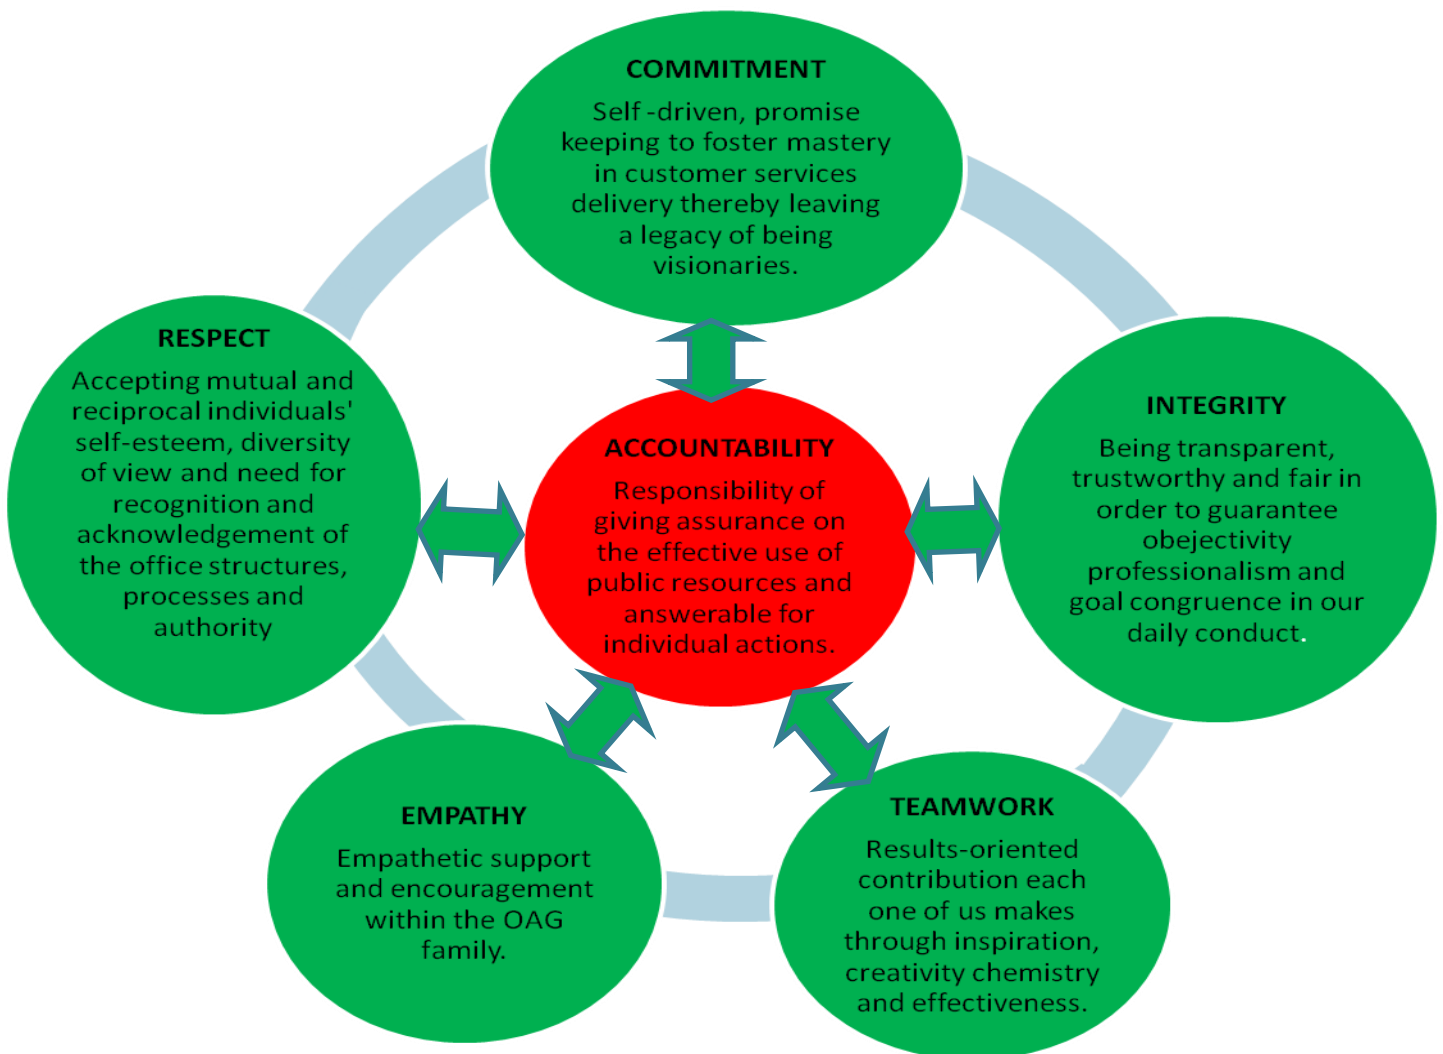 COMMITMENT
Self -driven, promise
keeping to foster mastery
in customer services
delivery thereby leaving
a legacy of being
visionaries.
RESPECT
Accepting mutual and
reciprocal individuals'
self-esteem, diversity
of view and need for
recognition and
acknowledgement of
the office structures,
processes and
authority
ACCOUNTABILITY
Responsibility of
giving assurance on
the effective use of
public resources and
answerable for
individual actions.
INTEGRITY
Being transparent,
trustworthy and fair in
order to guarantee
obejectivity
professionalism and
goal congruence in our
daily conduct.
EMPATHY
Empathetic support
and encouragement
within the OAG
family.
TEAMWORK
Results-oriented
contribution each
one of us makes
through inspiration,
creativity chemistry
and effectiveness.